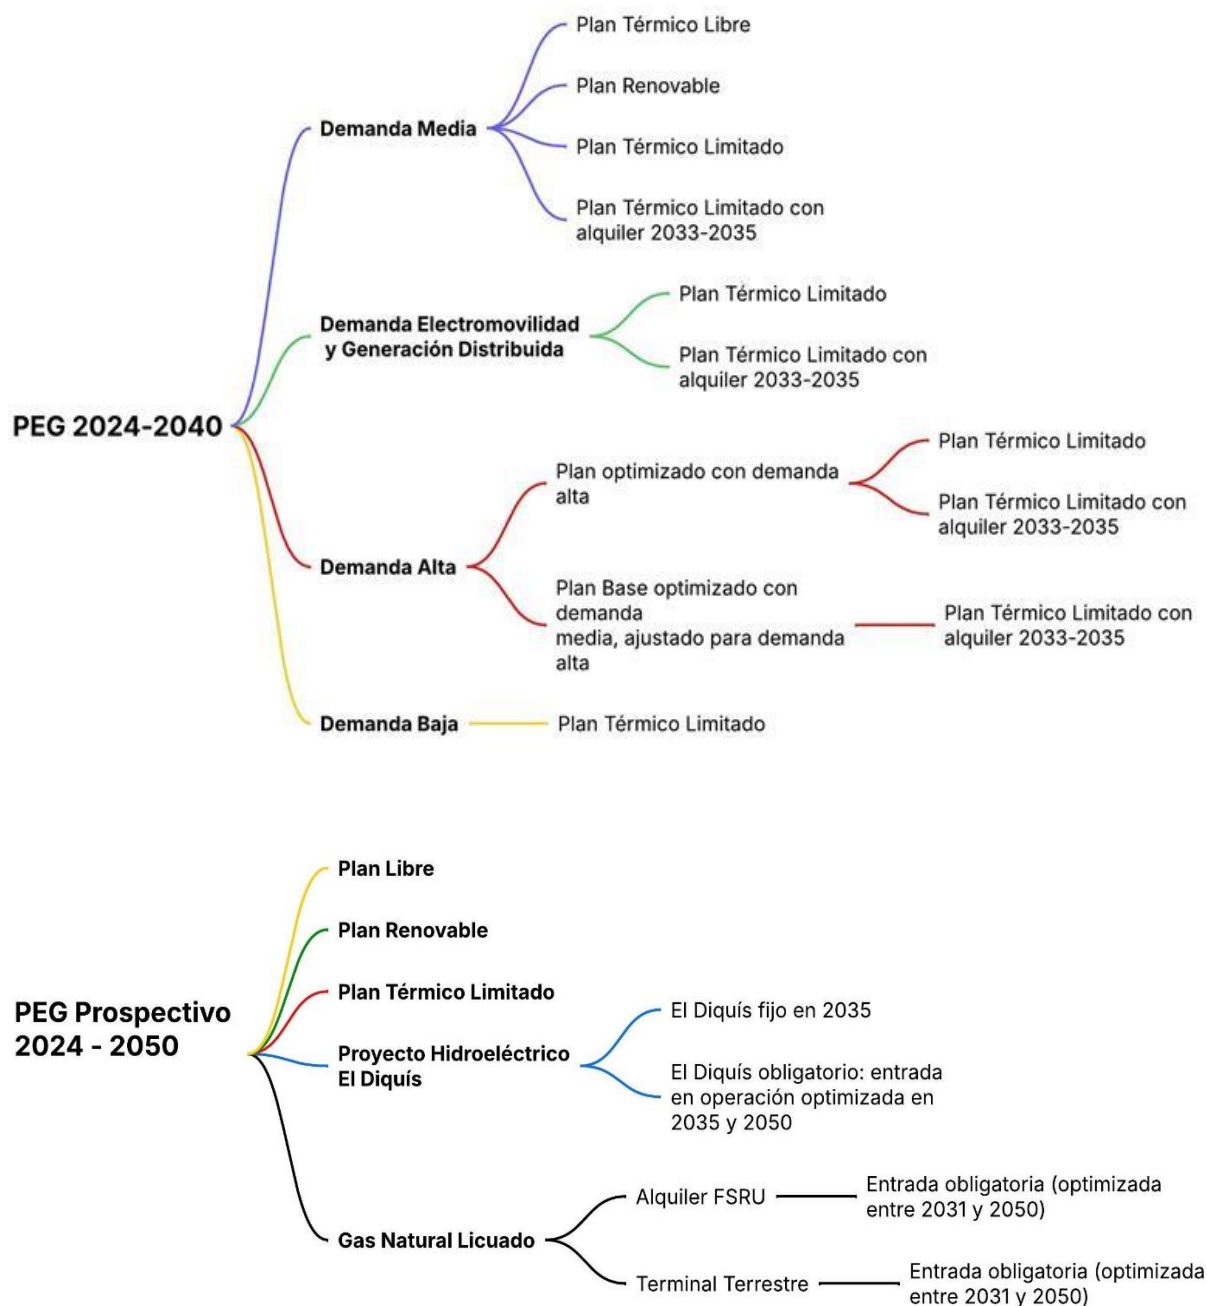 PEG 2024-2040
Demanda Media
Plan Térmico Libre
Plan Renovable
Plan Térmico Limitado
Plan Térmico Limitado con
alquiler 2033-2035
Demanda Electromovilidad
y Generación Distribuida
Plan Térmico Limitado
Plan Térmico Limitado con
alquiler 2033-2035
Demanda Alta
Plan optimizado con demanda
alta
Plan Térmico Limitado
Plan Térmico Limitado con
alquiler 2033-2035
Plan Base optimizado con
demanda
media, ajustado para demanda
alta
Plan Térmico Limitado con
alquiler 2033-2035
Demanda Baja
Plan Térmico Limitado
PEG Prospectivo
2024 - 2050
Plan Libre
Plan Renovable
Plan Térmico Limitado
Proyecto Hidroeléctrico
El Diquís
El Diquís fijo en 2035
El Diquís obligatorio: entrada
en operación optimizada en
2035 y 2050
Gas Natural Licuado
Alquiler FSRU
Entrada obligatoria (optimizada
entre 2031 y 2050)
Terminal Terrestre
Entrada obligatoria (optimizada
entre 2031 y 2050)